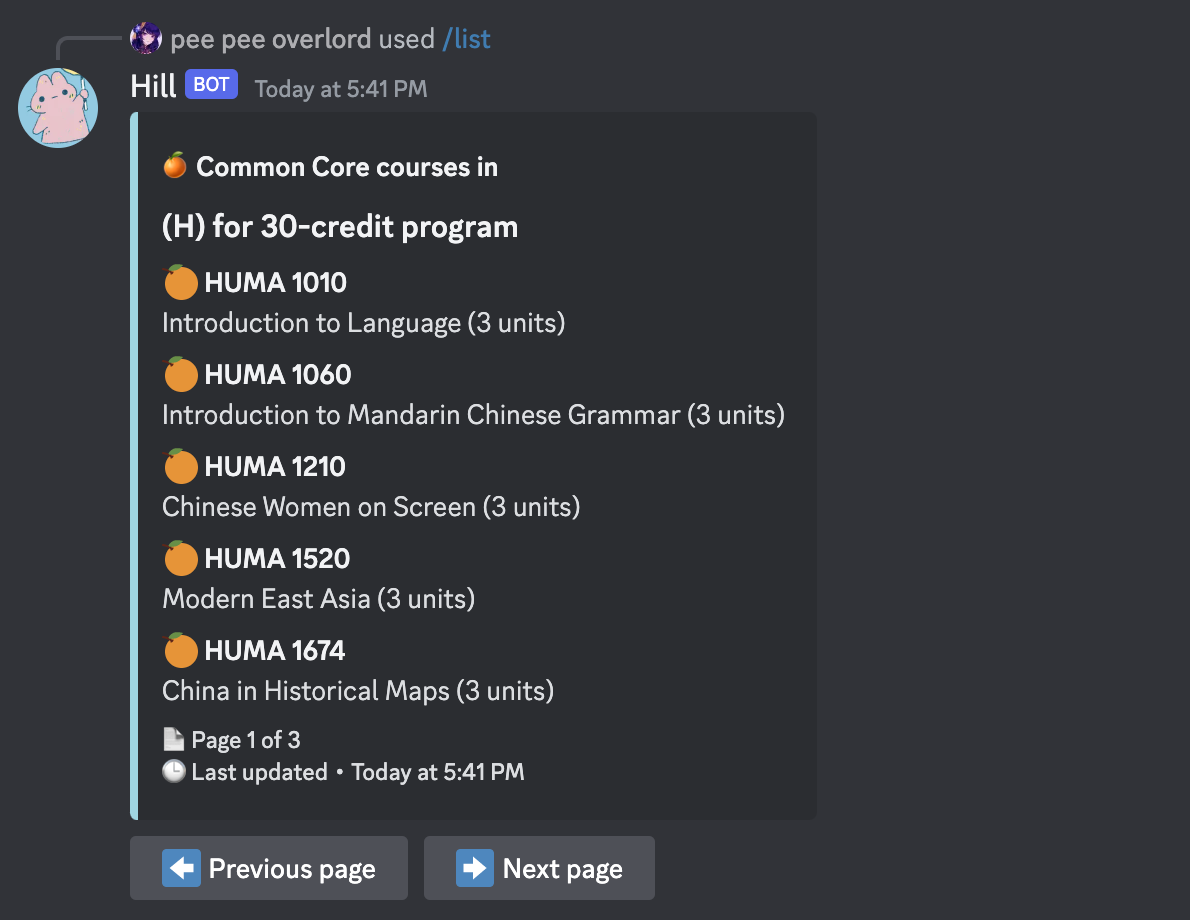 pee pee overlord used /list
Hill BOT Today at 5:41 PM
Common Core courses in
(H) for 30-credit program
HUMA 1010
Introduction to Language (3 units)
HUMA 1060
Introduction to Mandarin Chinese Grammar (3 units)
HUMA 1210
Chinese Women on Screen (3 units)
HUMA 1520
Modern East Asia (3 units)
HUMA 1674
China in Historical Maps (3 units)
Page 1 of 3
Last updated • Today at 5:41 PM
Previous page Next page